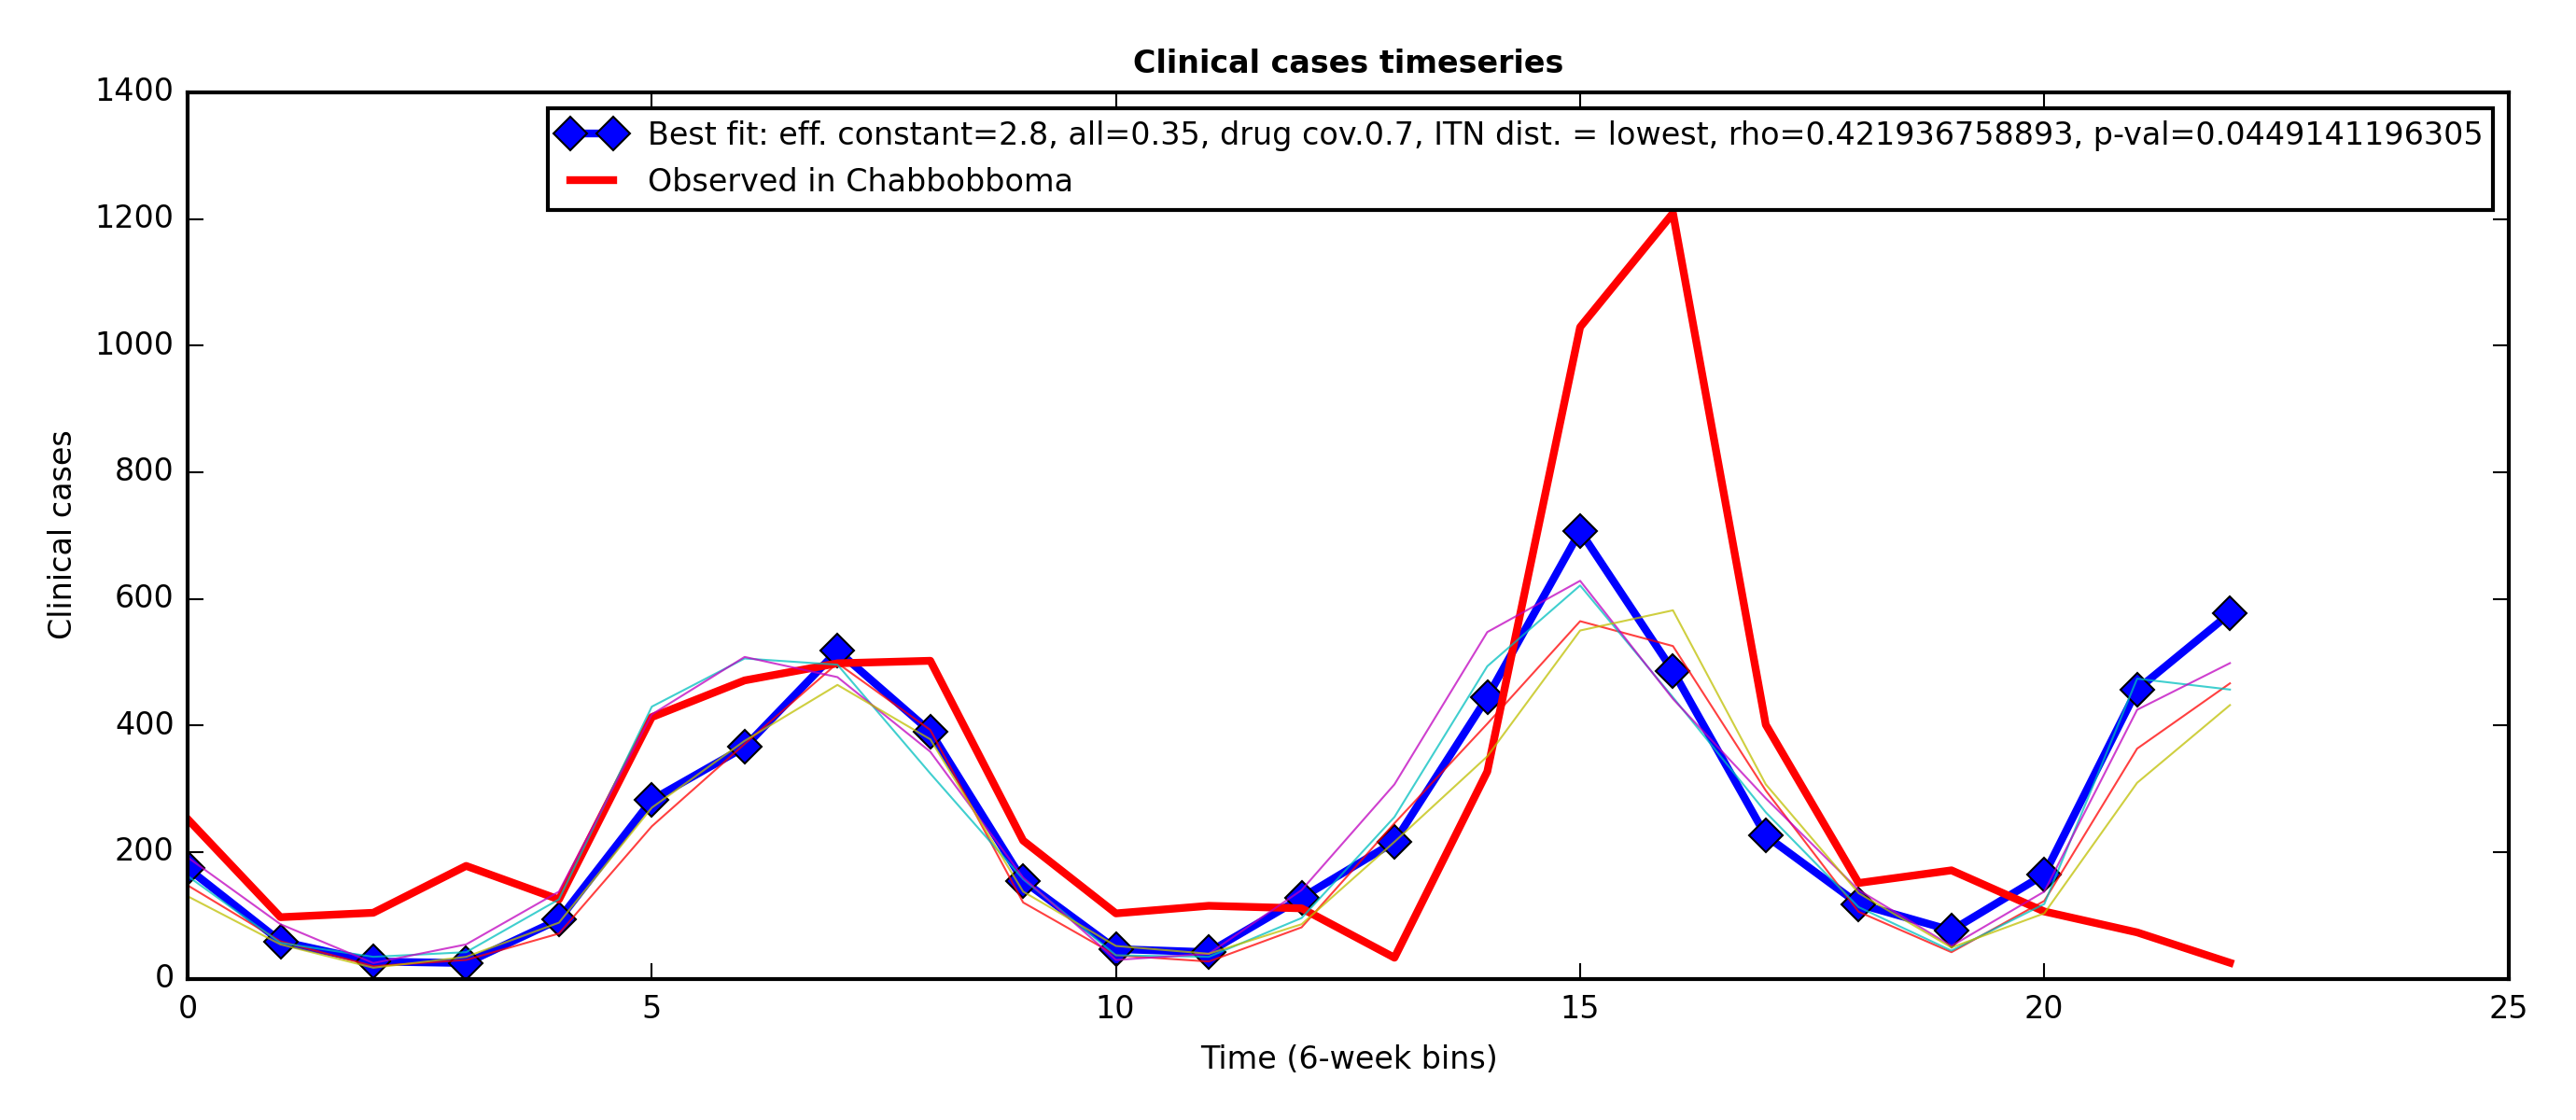 Clinical cases timeseries
1400
1200
1000
800
600
400
200
0
Clinical cases
Best fit: eff. constant=2.8, all=0.35, drug cov.0.7, ITN dist. = lowest, rho=0.421936758893, p-val=0.0449141196305
Observed in Chabbobboma
0 5 10 15 20 25
Time (6-week bins)